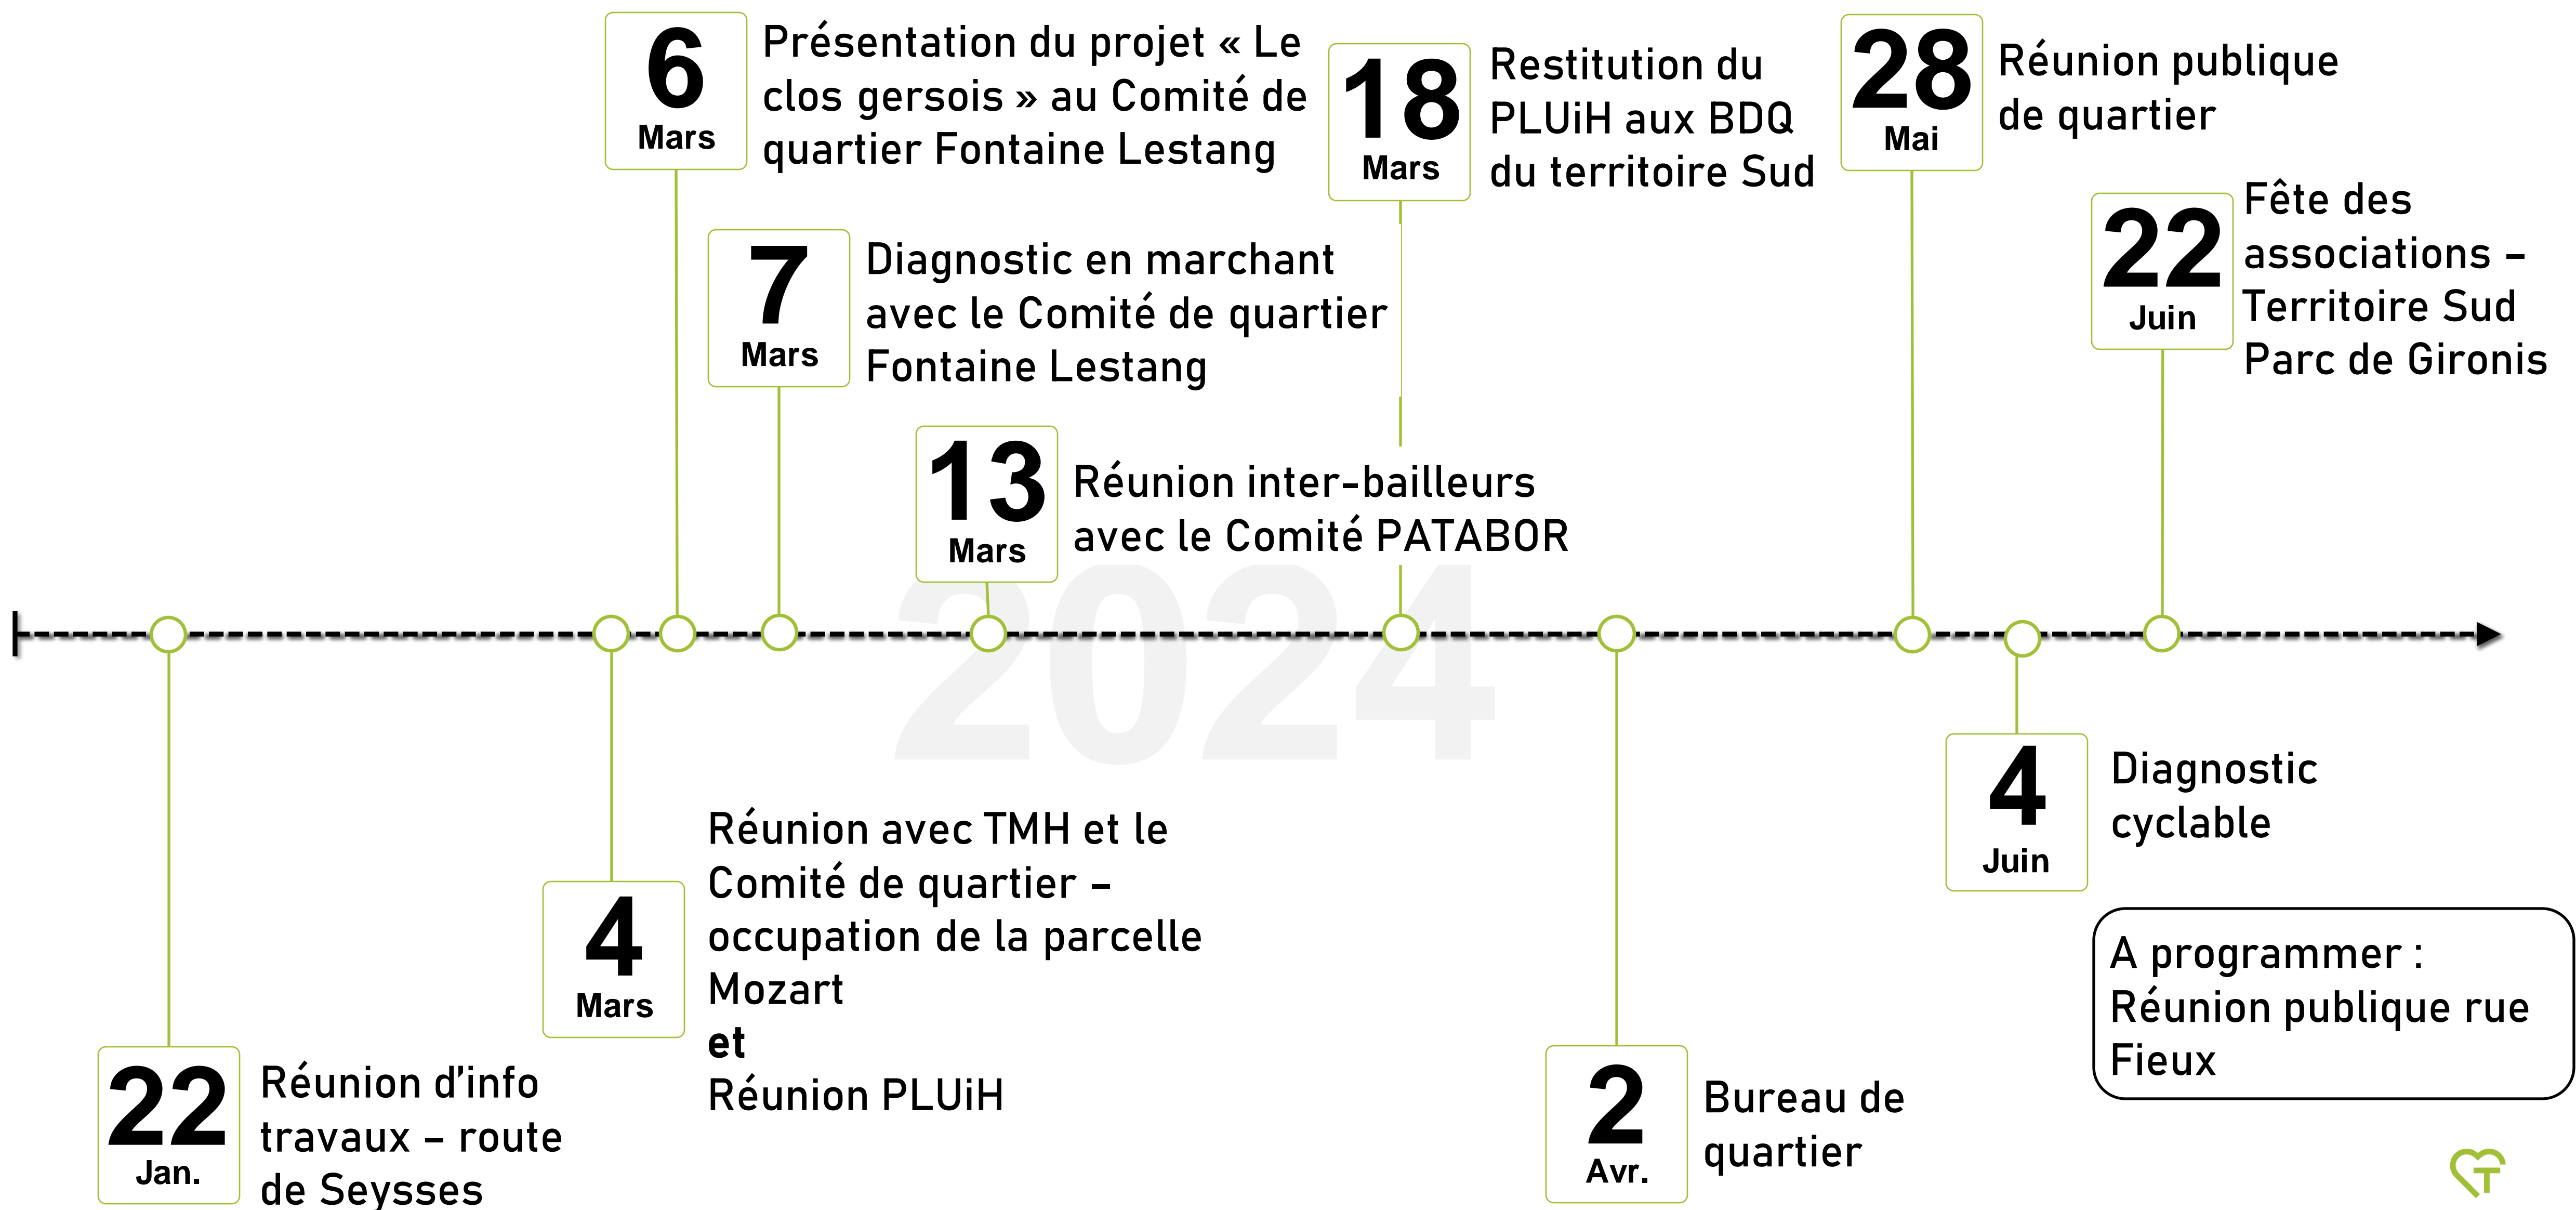 6
Mars
Présentation du projet « Le
clos gersois » au Comité de
quartier Fontaine Lestang
18
Mars
Restitution du
PLUiH aux BDQ
du territoire Sud
28
Mai
Réunion publique
de quartier
7
Mars
Diagnostic en marchant
avec le Comité de quartier
Fontaine Lestang
22
Juin
Fête des
associations –
Territoire Sud
Parc de Gironis
13
Mars
Réunion inter-bailleurs
avec le Comité PATABOR
2024
22
Jan.
Réunion d'info
travaux – route
de Seysses
4
Mars
Réunion avec TMH et le
Comité de quartier –
occupation de la parcelle
Mozart
et
Réunion PLUiH
2
Avr.
Bureau de
quartier
4
Juin
Diagnostic
cyclable
A programmer :
Réunion publique rue
Fieux